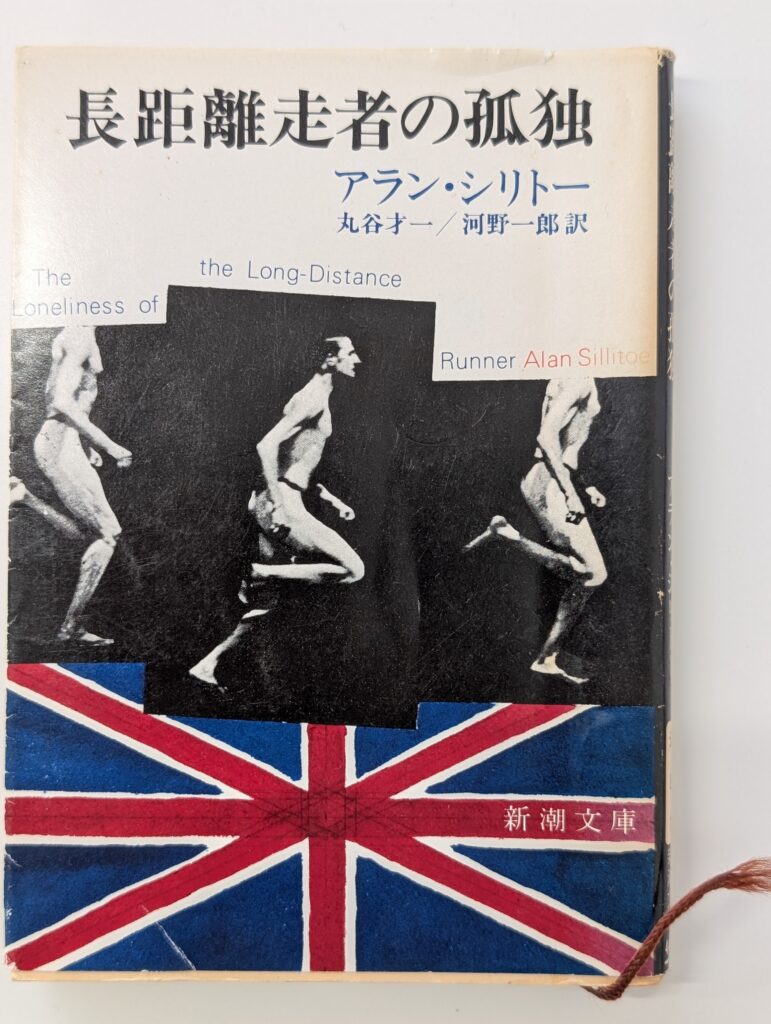 長距離走者の孤独
アラン・シリトー
丸谷才一／河野一郎訳
The
Loneliness of
the Long-Distance
Runner Alan Sillitoe
新潮文庫